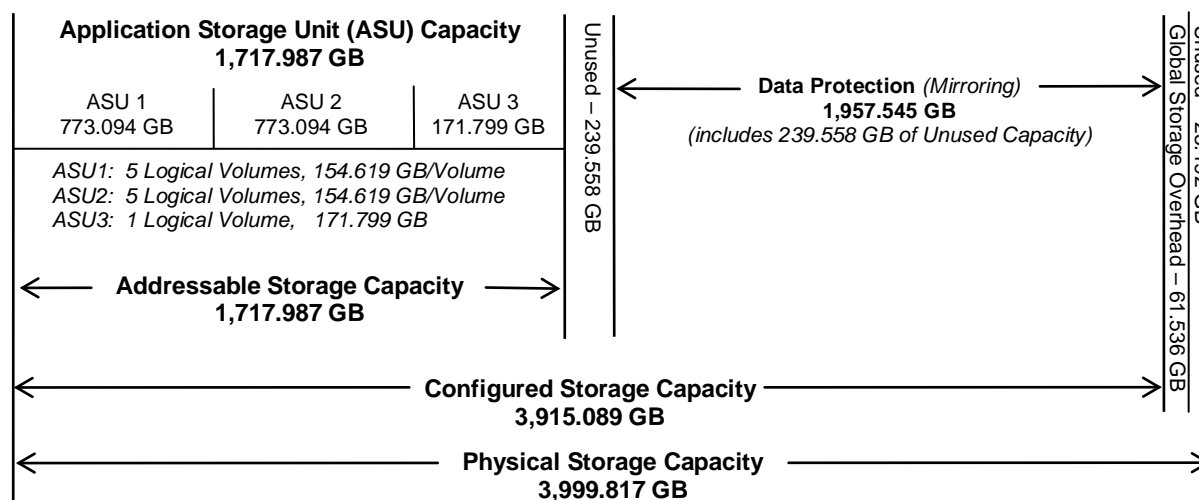 Application Storage Unit (ASU) Capacity
1,717.987 GB
ASU 1
773.094 GB
ASU 2
773.094 GB
ASU 3
171.799 GB
ASU1: 5 Logical Volumes, 154.619 GB/Volume
ASU2: 5 Logical Volumes, 154.619 GB/Volume
ASU3: 1 Logical Volume, 171.799 GB
Addressable Storage Capacity
1,717.987 GB
Unused – 239.558 GB
Data Protection (Mirroring)
1,957.545 GB
(includes 239.558 GB of Unused Capacity)
Global Storage Overhead – 61.536 GB
Configured Storage Capacity
3,915.089 GB
Physical Storage Capacity
3,999.817 GB